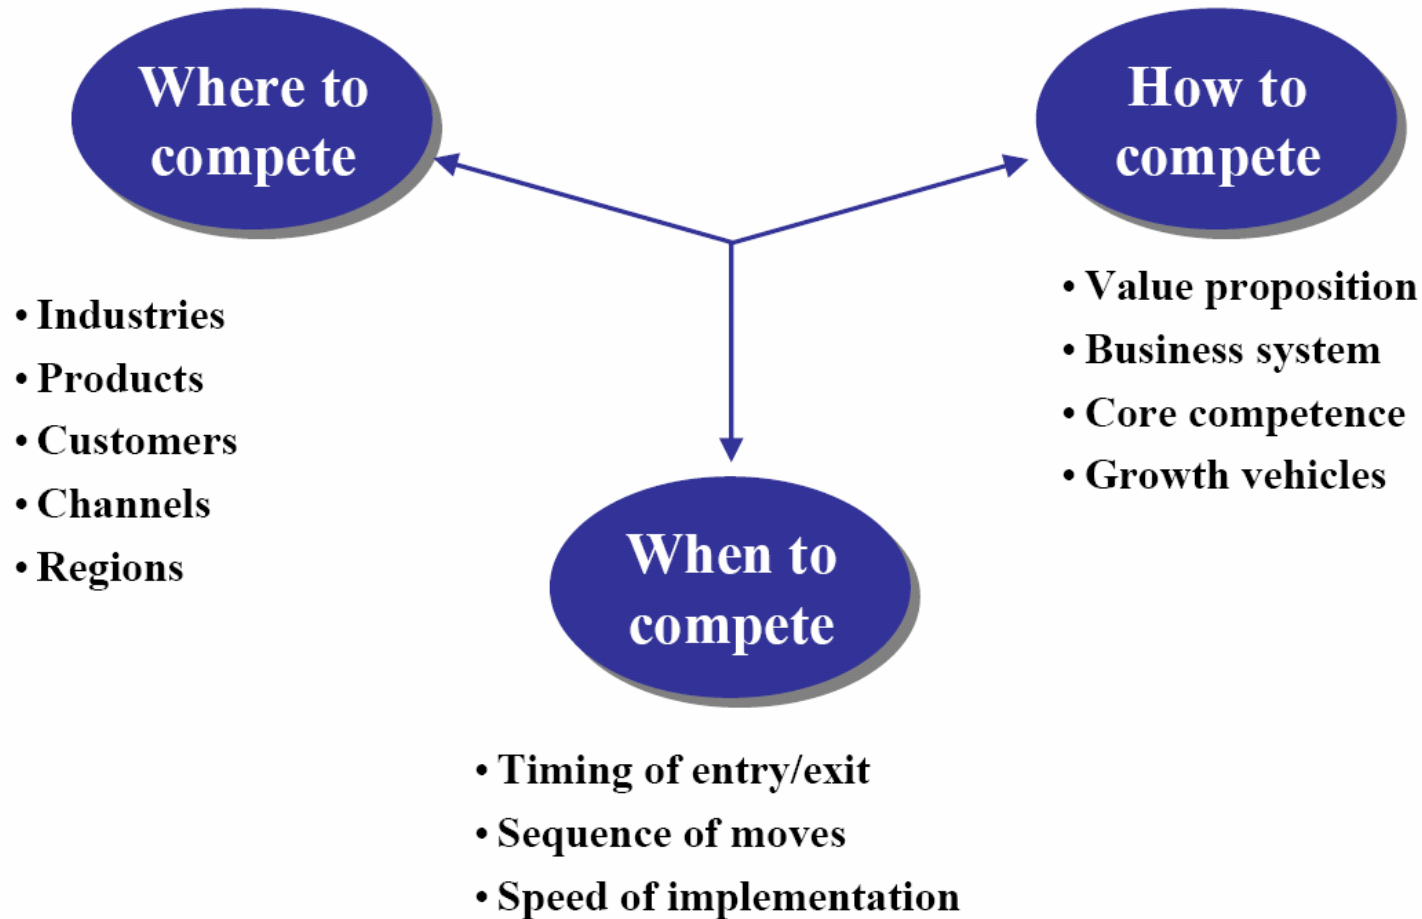 Where to
compete
• Industries
• Products
• Customers
• Channels
• Regions
How to
compete
• Value proposition
• Business system
• Core competence
• Growth vehicles
When to
compete
• Timing of entry/exit
• Sequence of moves
• Speed of implementation